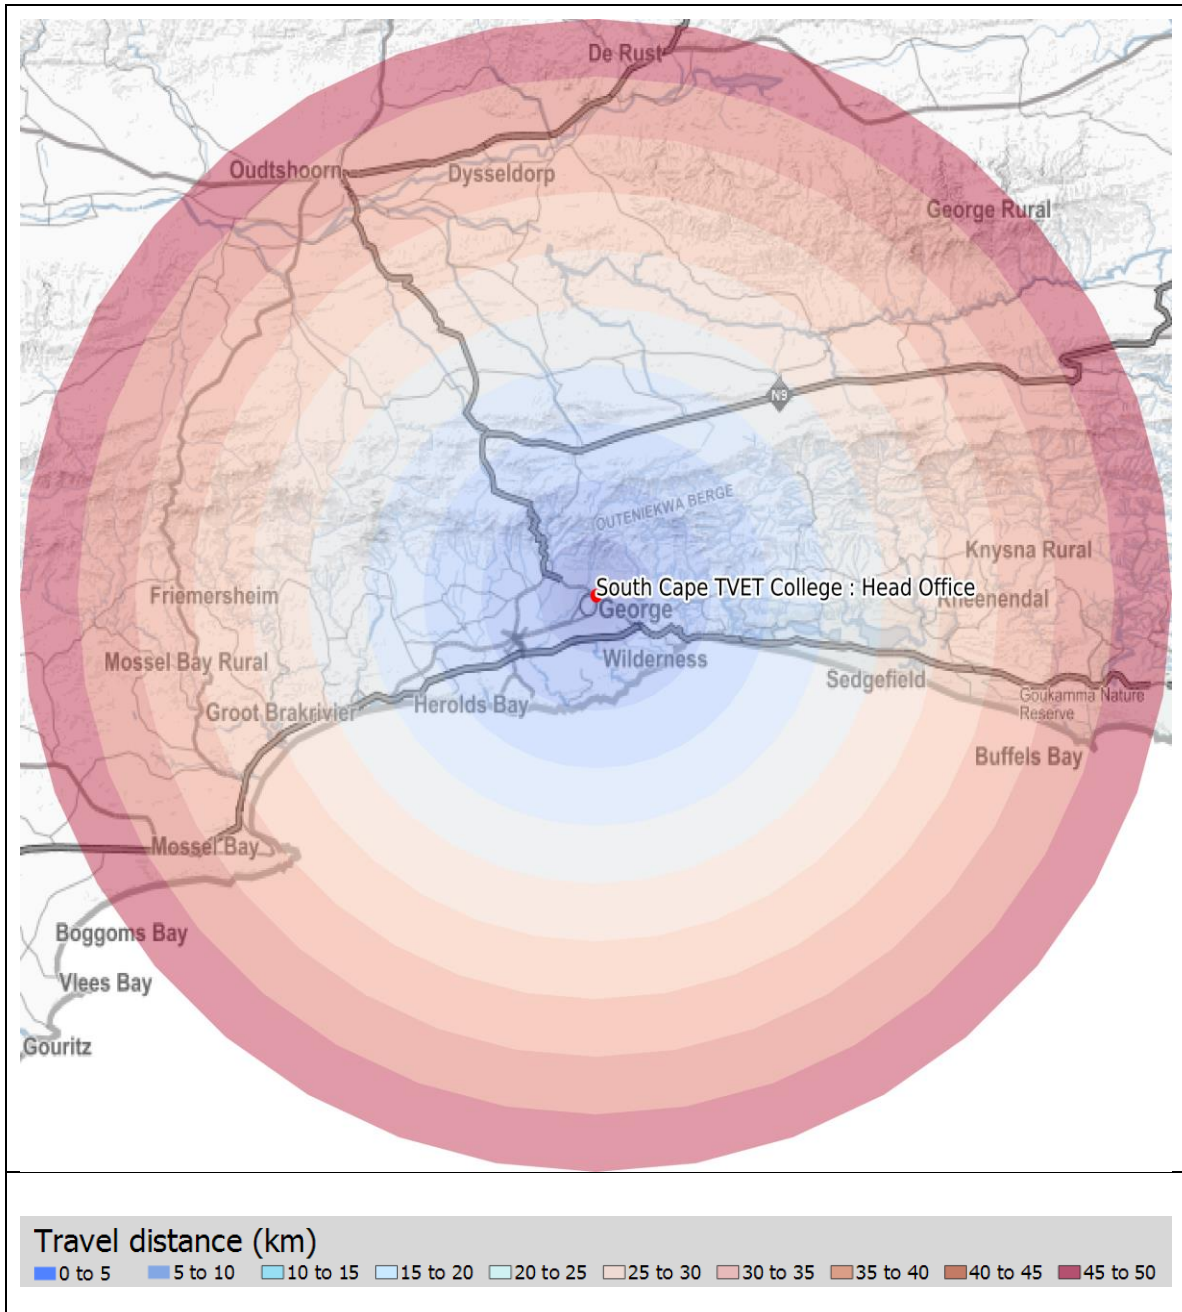 De Rust
Oudtshoorn
Dysseldorp
George Rural
N9
OUTENIEKWA BERGE
Knysna Rural
South Cape TVET College : Head Office
Friemersheim
Rheenendal
George
Mossel Bay Rural
Wilderness
Sedgefield
Herolds Bay
Groot Brakrivier
Goukamma Nature
Reserve
Buffels Bay
Mossel Bay
Boggoms Bay
Vlees Bay
Gouritz
Travel distance (km)
0 to 5 5 to 10 10 to 15 15 to 20 20 to 25 25 to 30 30 to 35 35 to 40 40 to 45 45 to 50